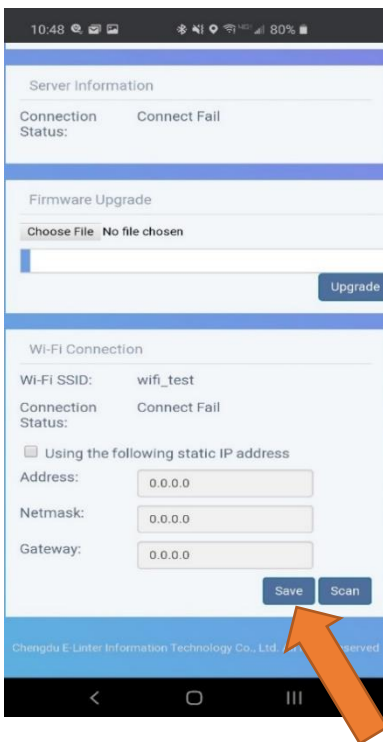 10:48 80%
Server Information
Connection Status: Connect Fail
Firmware Upgrade
Choose File No file chosen
Upgrade
Wi-Fi Connection
Wi-Fi SSID: wifi_test
Connection Status: Connect Fail
Using the following static IP address
Address: 0.0.0.0
Netmask: 0.0.0.0
Gateway: 0.0.0.0
Save Scan
Chengdu E-Linter Information Technology Co., Ltd.